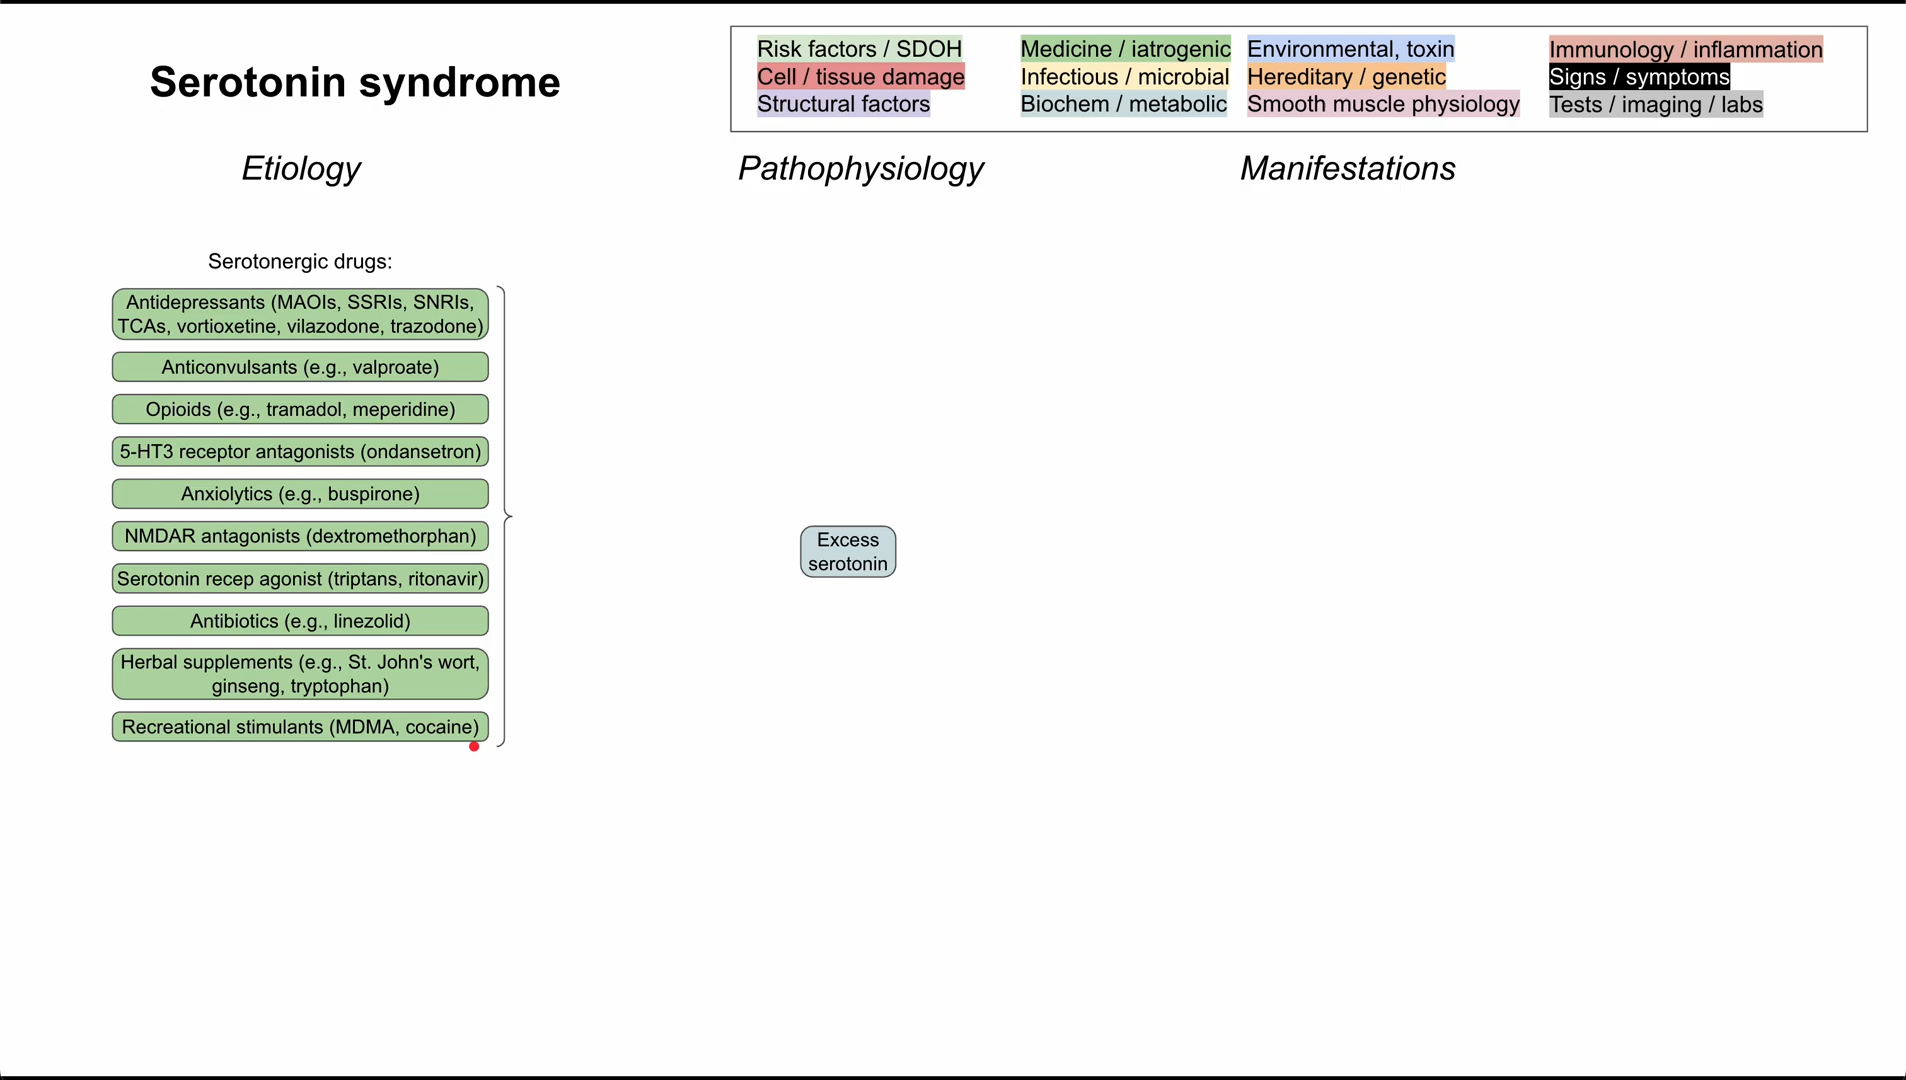 Serotonin syndrome
Risk factors / SDOH
Cell / tissue damage
Structural factors
Medicine / iatrogenic
Infectious / microbial
Biochem / metabolic
Environmental, toxin
Hereditary / genetic
Smooth muscle physiology
Immunology / inflammation
Signs / symptoms
Tests / imaging / labs
Etiology
Pathophysiology
Manifestations
Serotonergic drugs:
Antidepressants (MAOIs, SSRIs, SNRIs,
TCAs, vortioxetine, vilazodone, trazodone)
Anticonvulsants (e.g., valproate)
Opioids (e.g., tramadol, meperidine)
5-HT3 receptor antagonists (ondansetron)
Anxiolytics (e.g., buspirone)
NMDAR antagonists (dextromethorphan)
Serotonin recep agonist (triptans, ritonavir)
Antibiotics (e.g., linezolid)
Herbal supplements (e.g., St. John's wort,
ginseng, tryptophan)
Recreational stimulants (MDMA, cocaine)
Excess
serotonin